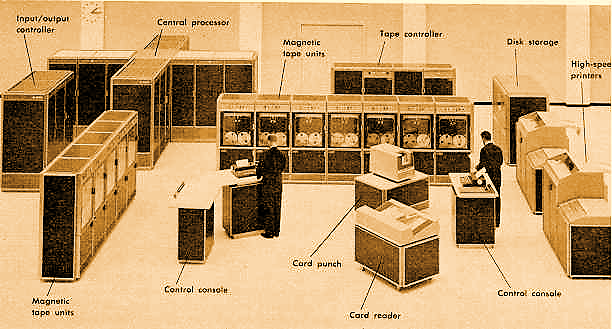 Input/output
controller
Central processor
Magnetic
tape units
Tape controller
Disk storage
High-spee
printers
Card punch
Control console
Card reader
Control console
Magnetic
tape units